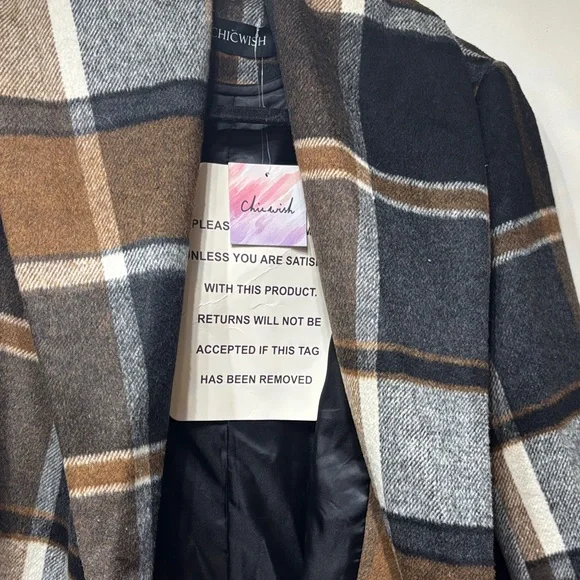 CHICWISH
Chicwish
PLEAS
UNLESS YOU ARE SATIS
WITH THIS PRODUCT.
RETURNS WILL NOT BE
ACCEPTED IF THIS TAG
HAS BEEN REMOVED